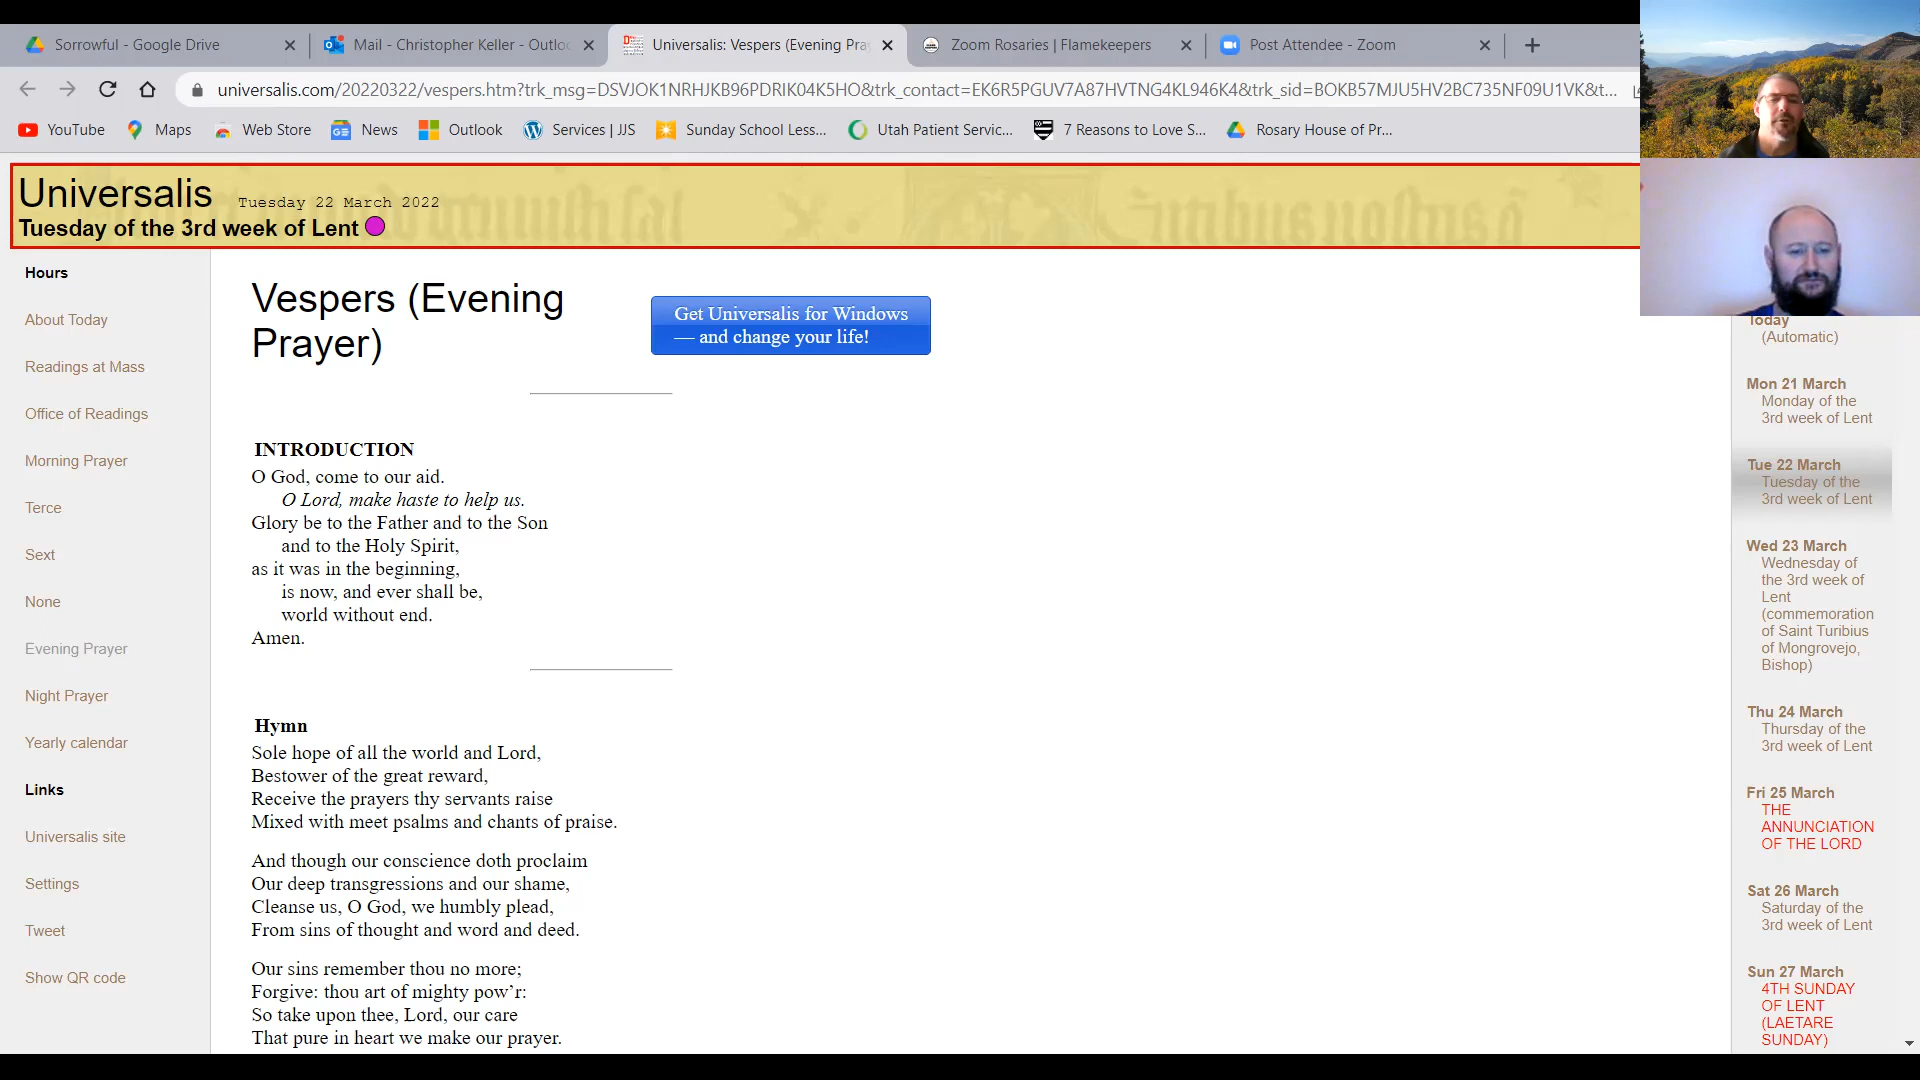 Sorrowful - Google Drive
Mail - Christopher Keller - Outlo
Universalis: Vespers (Evening Pra
Zoom Rosaries | Flamekeepers
Post Attendee - Zoom
universalis.com/20220322/vespers.htm?trk_msg=DSVJOK1NRHJKB96PDRIK04K5HO&trk_contact=EK6R5PGUV7A87HVTNG4KL946K4&trk_sid=BOKB57MJU5HV2BC735NF09U1VK&t...
YouTube
Maps
Web Store
News
Outlook
Services | JJS
Sunday School Less...
Utah Patient Servic...
7 Reasons to Love S...
Rosary House of Pr...
Universalis Tuesday 22 March 2022
Tuesday of the 3rd week of Lent
Hours
About Today
Readings at Mass
Office of Readings
Morning Prayer
Terce
Sext
None
Evening Prayer
Night Prayer
Yearly calendar
Links
Universalis site
Settings
Tweet
Show QR code
Vespers (Evening
Prayer)
Get Universalis for Windows
— and change your life!
INTRODUCTION
O God, come to our aid.
O Lord, make haste to help us.
Glory be to the Father and to the Son
and to the Holy Spirit,
as it was in the beginning,
is now, and ever shall be,
world without end.
Amen.
Hymn
Sole hope of all the world and Lord,
Bestower of the great reward,
Receive the prayers thy servants raise
Mixed with meet psalms and chants of praise.
And though our conscience doth proclaim
Our deep transgressions and our shame,
Cleanse us, O God, we humbly plead,
From sins of thought and word and deed.
Our sins remember thou no more;
Forgive: thou art of mighty pow’r:
So take upon thee, Lord, our care
That pure in heart we make our prayer.
Today
(Automatic)
Mon 21 March
Monday of the
3rd week of Lent
Tue 22 March
Tuesday of the
3rd week of Lent
Wed 23 March
Wednesday of
the 3rd week of
Lent
(commemoration
of Saint Turibius
of Mongrovejo,
Bishop)
Thu 24 March
Thursday of the
3rd week of Lent
Fri 25 March
THE
ANNUNCIATION
OF THE LORD
Sat 26 March
Saturday of the
3rd week of Lent
Sun 27 March
4TH SUNDAY
OF LENT
(LAETARE
SUNDAY)